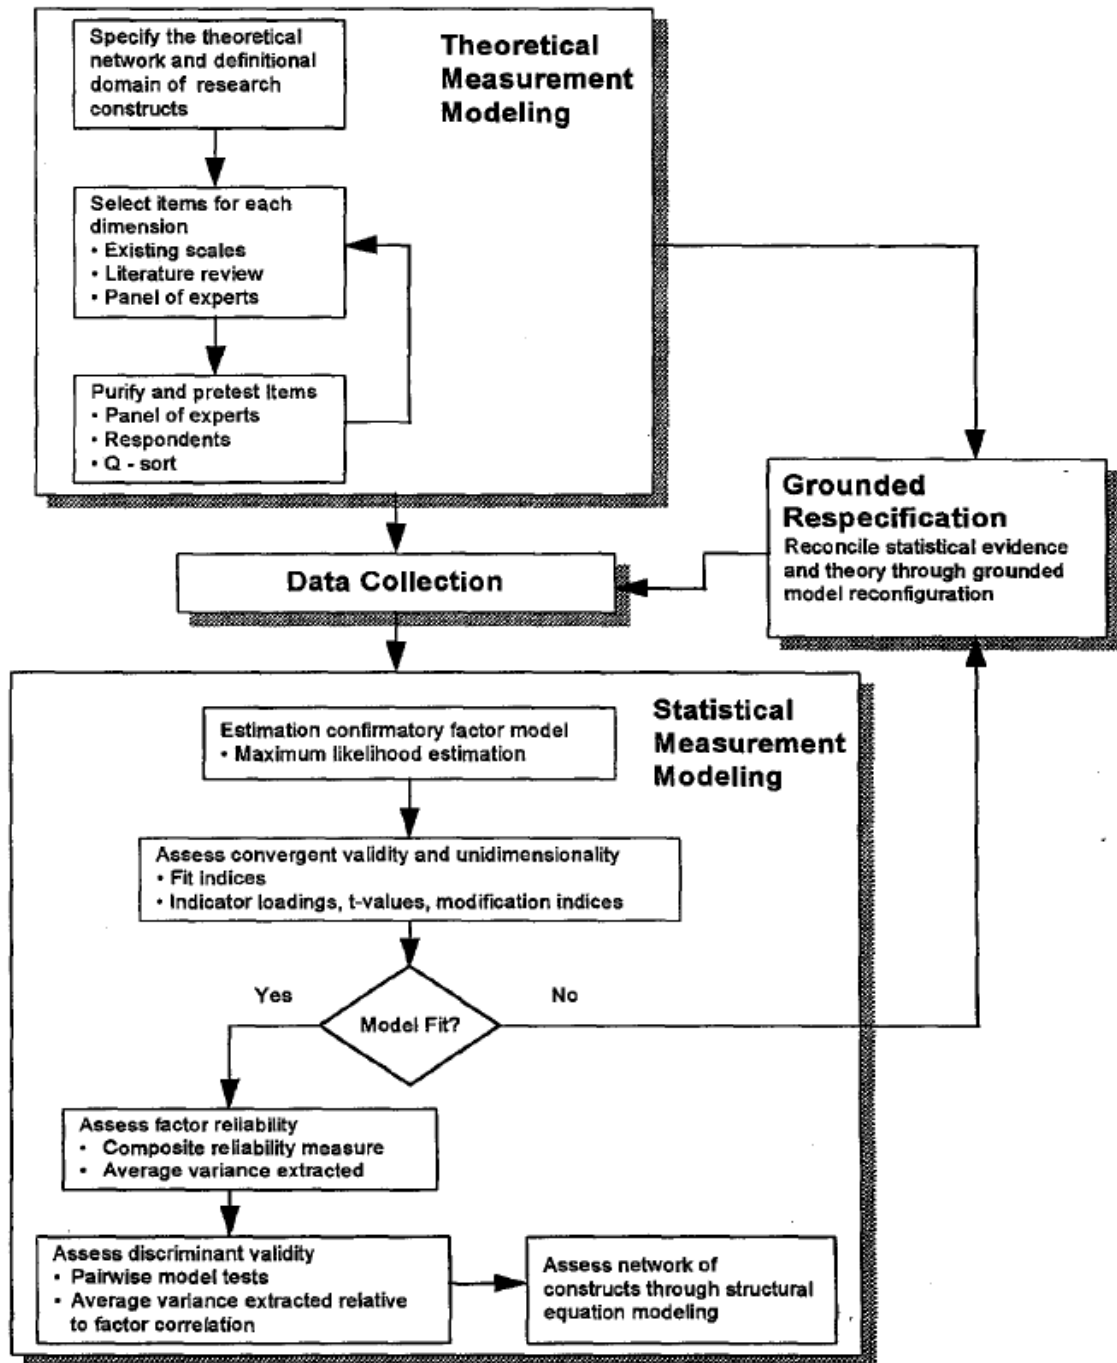 Specify the theoretical
network and definitional
domain of research
constructs
Theoretical
Measurement
Modeling
Select items for each
dimension
• Existing scales
• Literature review
• Panel of experts
Purify and pretest items
• Panel of experts
• Respondents
• Q - sort
Grounded
Respecification
Reconcile statistical evidence
and theory through grounded
model reconfiguration
Data Collection
Statistical
Measurement
Modeling
Estimation confirmatory factor model
• Maximum likelihood estimation
Assess convergent validity and unidimensionality
• Fit indices
• Indicator loadings, t-values, modification indices
Yes
No
Model Fit?
Assess factor reliability
• Composite reliability measure
• Average variance extracted
Assess discriminant validity
• Pairwise model tests
• Average variance extracted relative
to factor correlation
Assess network of
constructs through structural
equation modeling